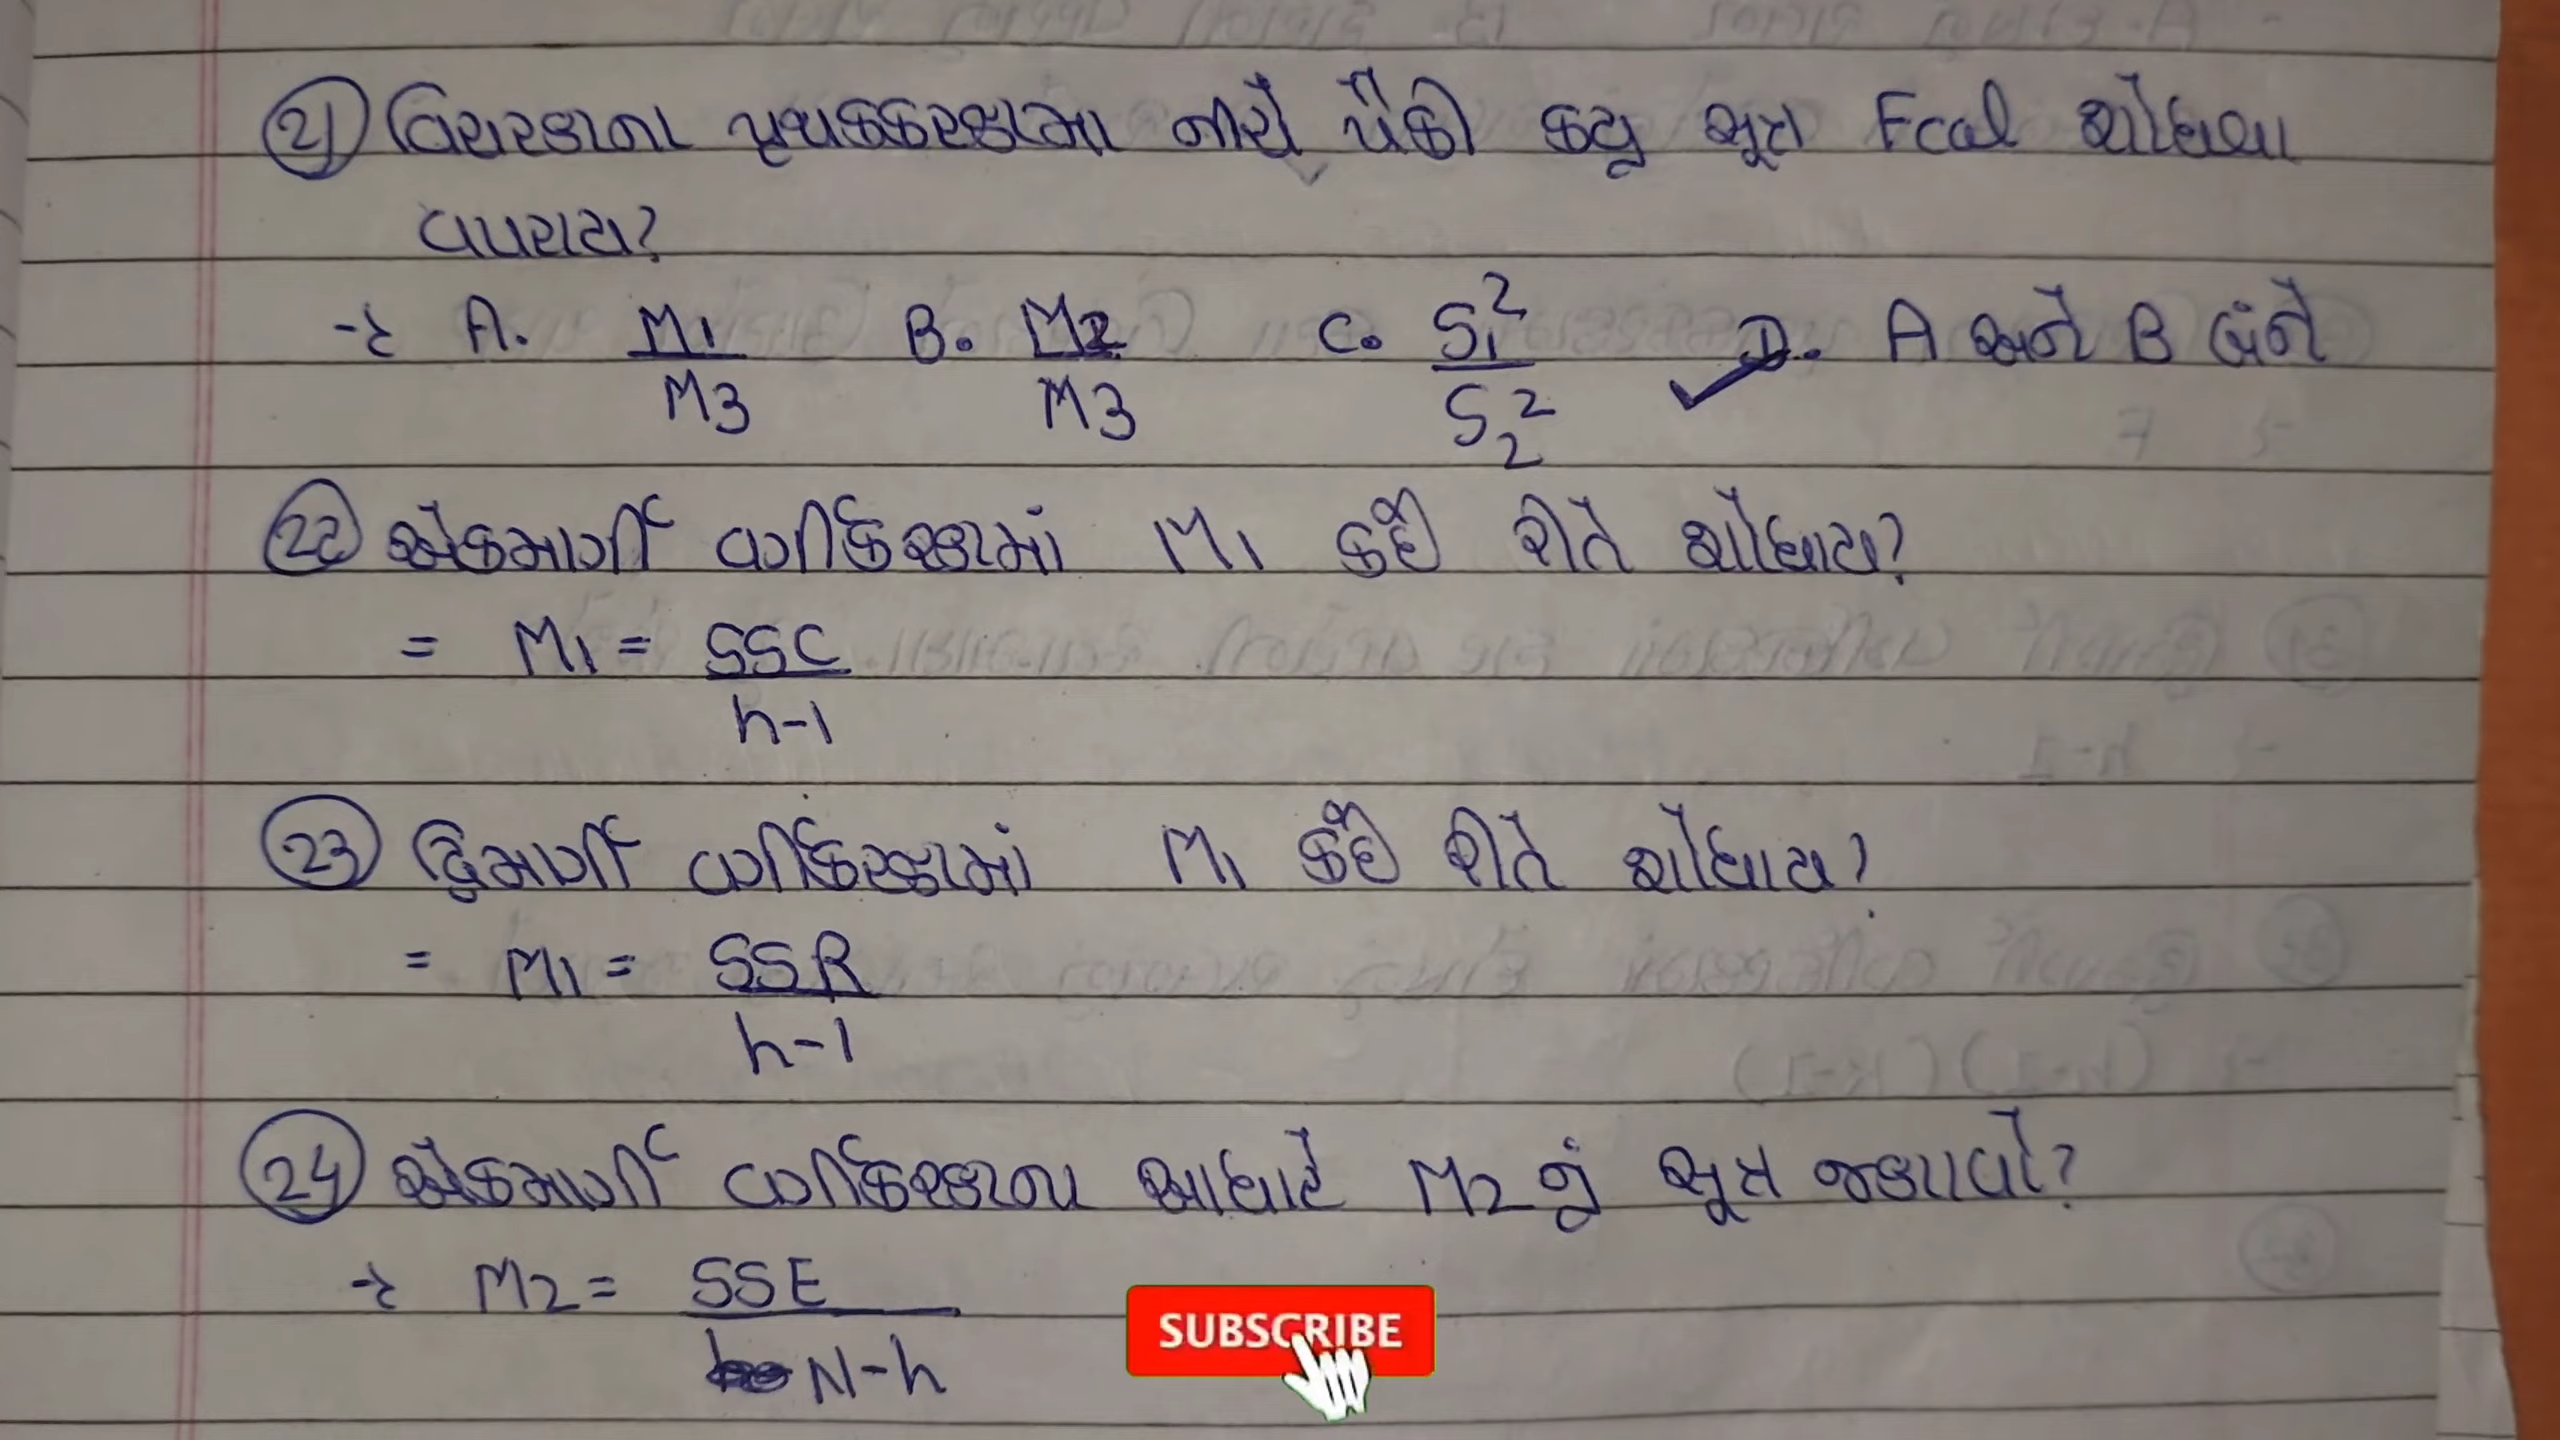 ૨૧ વિચરણના પૃથક્કરણમા નીચે પૈકી કયુ સૂત્ર Fcal શોધવા
વપરાય?
→ A. M1/M3 B. M2/M3 C. S1²/S2² D. A અને B બંને
22 એકમાર્ગી વર્ગીકરણમાં M1 કઈ રીતે શોધાય?
= M1 = SSC
h-1
23 દ્વિમાર્ગી વર્ગીકરણમાં M1 કઈ રીતે શોધાય?
= M1 = SSR
h-1
24 એકમાર્ગી વર્ગીકરણના આધારે M2 નું સૂત્ર જણાવો?
→ M2 = SSE
N-h
SUBSCRIBE